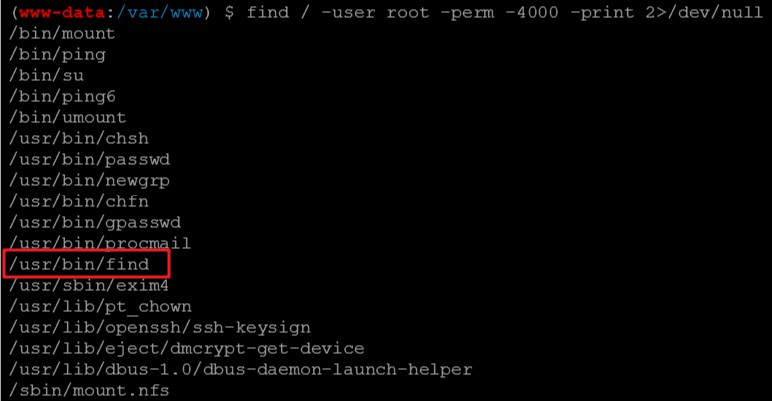 (www-data:/var/www) $ find / -user root -perm -4000 -print 2>/dev/null
/bin/mount
/bin/ping
/bin/su
/bin/ping6
/bin/umount
/usr/bin/chsh
/usr/bin/passwd
/usr/bin/newgrp
/usr/bin/chfn
/usr/bin/gpasswd
/usr/bin/procmail
/usr/bin/find
/usr/sbin/exim4
/usr/lib/pt_chown
/usr/lib/openssh/ssh-keysign
/usr/lib/eject/dmcrypt-get-device
/usr/lib/dbus-1.0/dbus-daemon-launch-helper
/sbin/mount.nfs